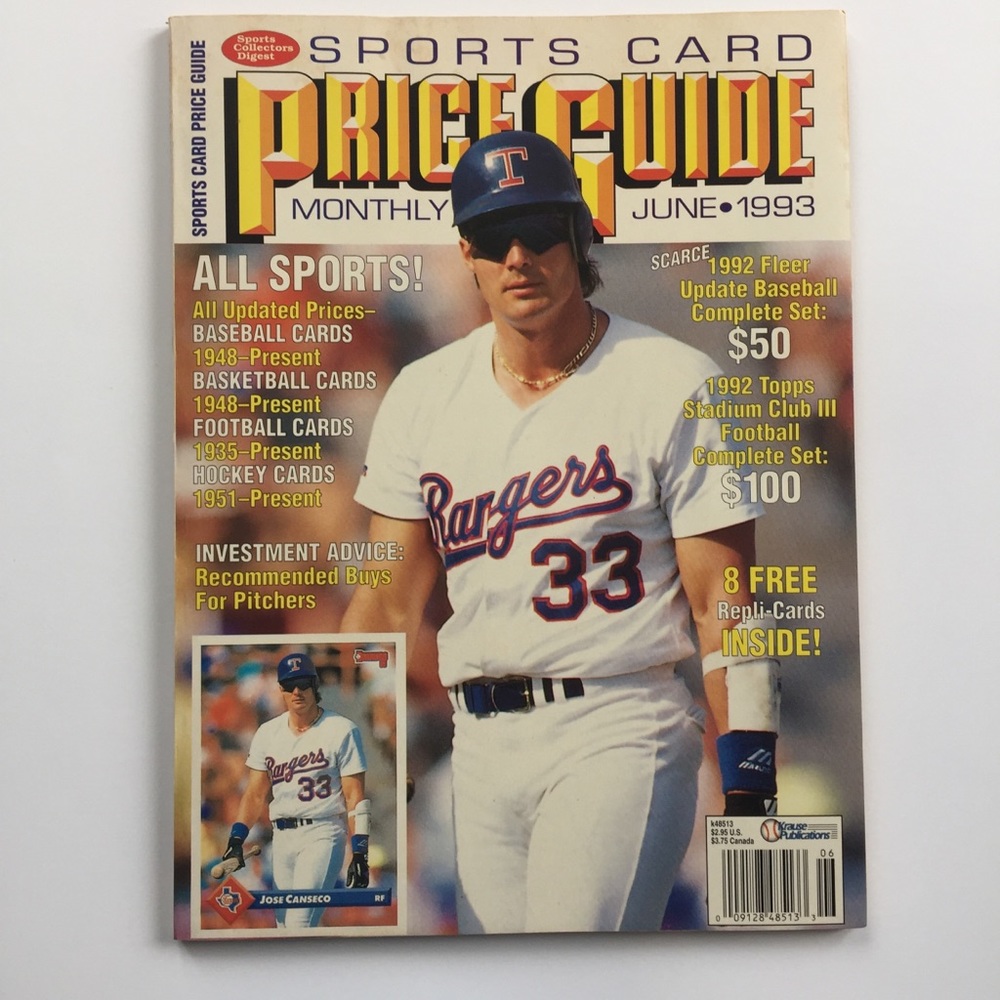 SPORTS CARD PRICE GUIDE
Sports
Collectors
Digest
SPORTS CARD
PRICE GUIDE
MONTHLY
JUNE•1993
T
ALL SPORTS!
All Updated Prices–
BASEBALL CARDS
1948–Present
BASKETBALL CARDS
1948–Present
FOOTBALL CARDS
1935–Present
HOCKEY CARDS
1951–Present
INVESTMENT ADVICE:
Recommended Buys
For Pitchers
SCARCE
1992 Fleer
Update Baseball
Complete Set:
$50
1992 Topps
Stadium Club III
Football
Complete Set:
$100
8 FREE
Repli-Cards
INSIDE!
Rangers
33
T
Rangers
33
JOSE CANSECO RF
k48513
$2.95 U.S.
$3.75 Canada
Krause
Publications
06
0 09128 48513 3